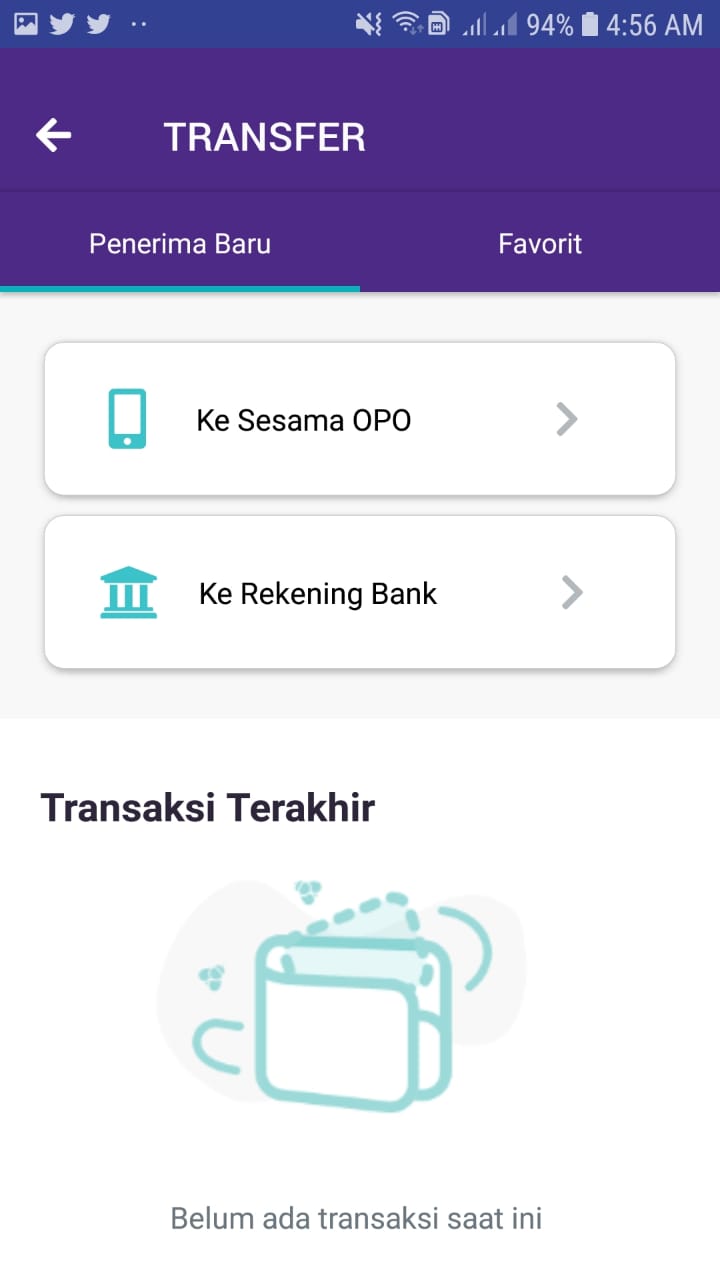 94% 4:56 AM
TRANSFER
Penerima Baru
Favorit
Ke Sesama OPO
Ke Rekening Bank
Transaksi Terakhir
Belum ada transaksi saat ini